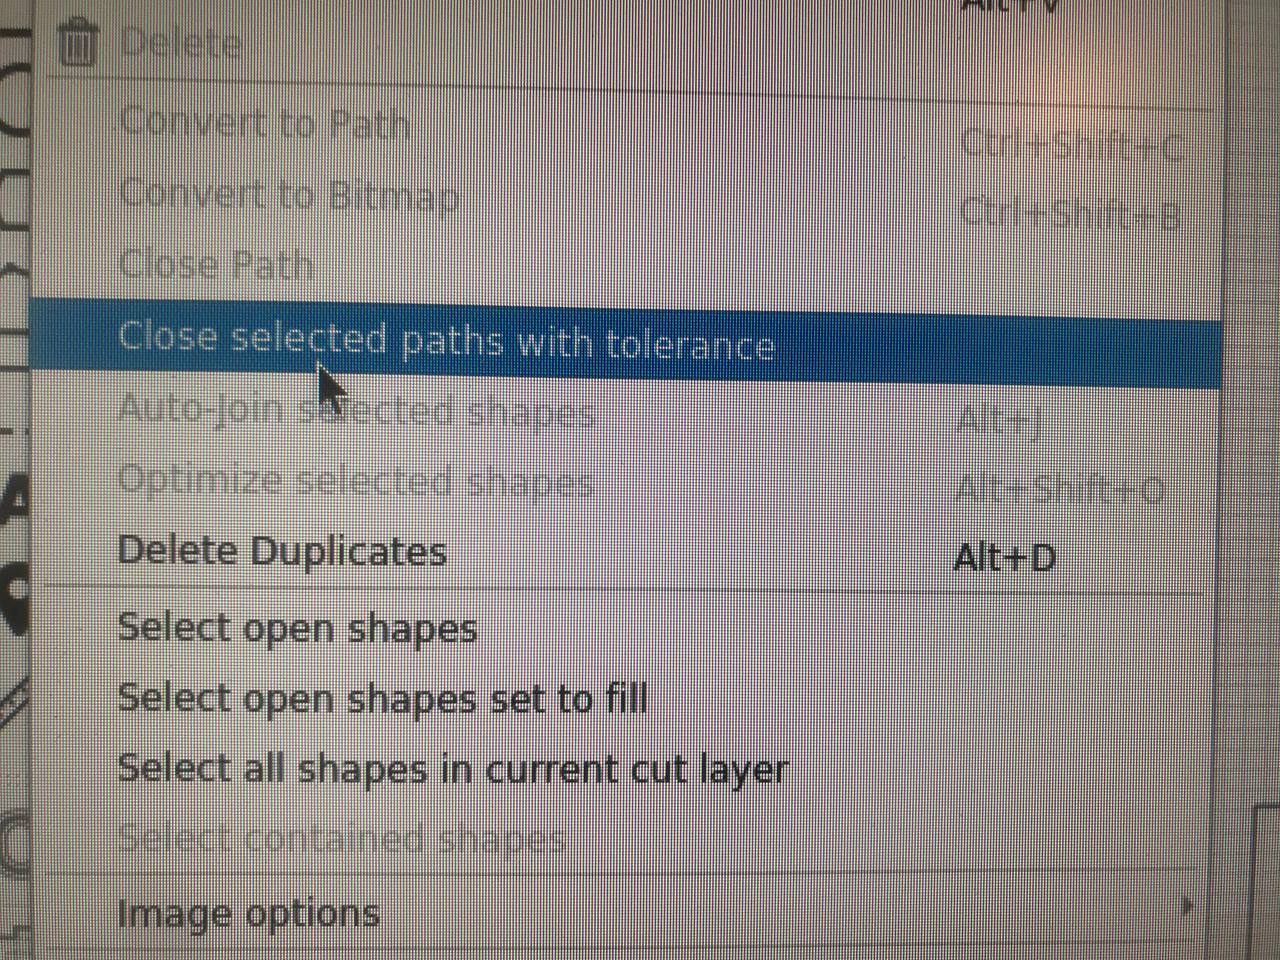 Alt+V
Delete
Convert to Path Ctrl+Shift+C
Convert to Bitmap Ctrl+Shift+B
Close Path
Close selected paths with tolerance
Auto-Join selected shapes Alt+J
Optimize selected shapes Alt+Shift+O
Delete Duplicates Alt+D
Select open shapes
Select open shapes set to fill
Select all shapes in current cut layer
Select contained shapes
Image options